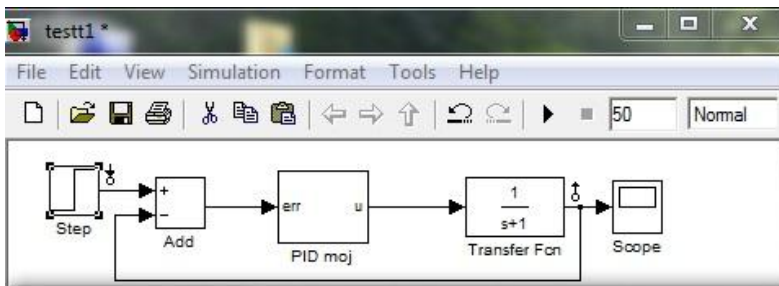 testt1 *
File Edit View Simulation Format Tools Help
50 Normal
Step
+
−
Add
err u
PID moj
1
s+1
Transfer Fcn
Scope